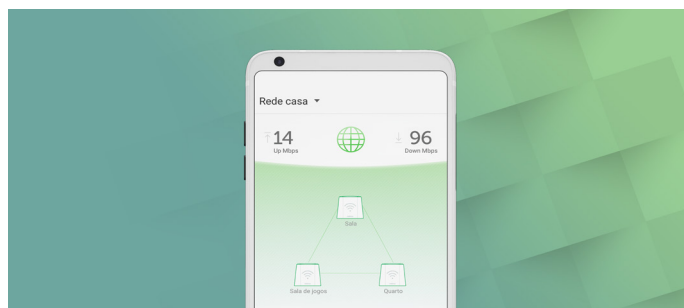 Rede casa
14
Up Mbps
96
Down Mbps
Sala
Sala de jogos
Quarto